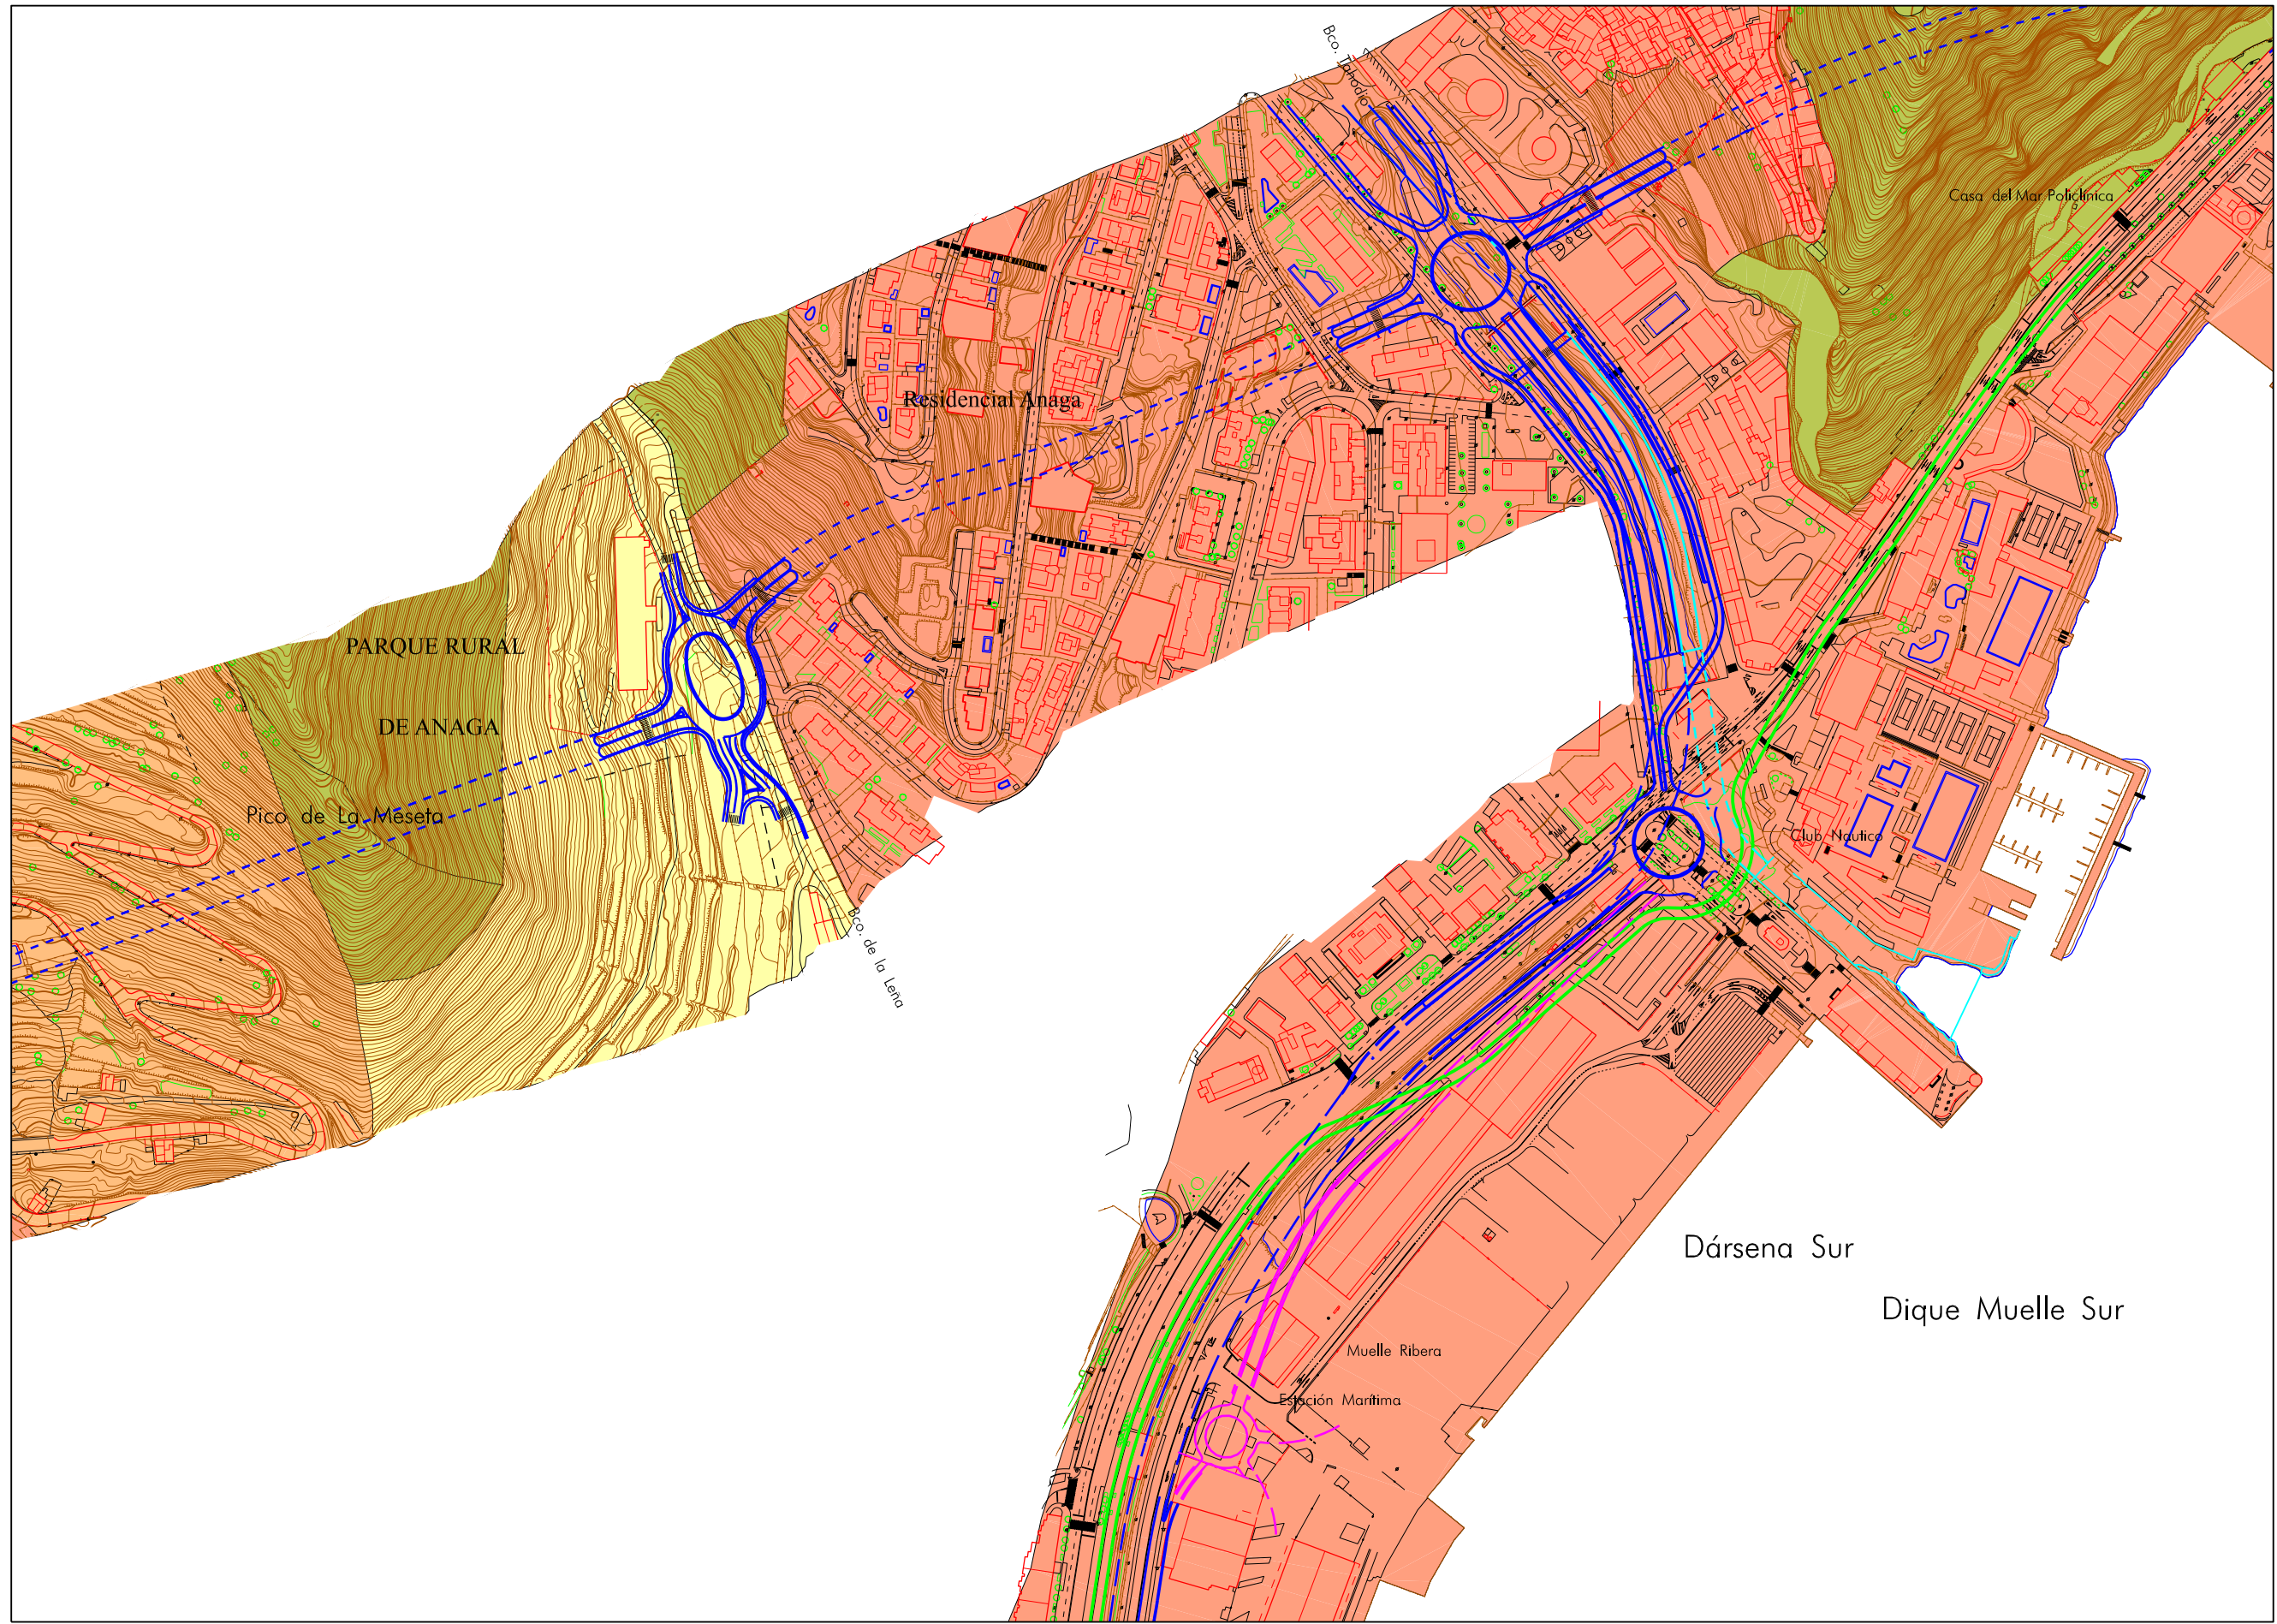 Bco. Tahodio
Casa del Mar Policlínica
Residencial Anaga
PARQUE RURAL
DE ANAGA
Pico de La Meseta
Club Nautico
Bco. de la Leña
Dársena Sur
Dique Muelle Sur
Muelle Ribera
Estación Marítima